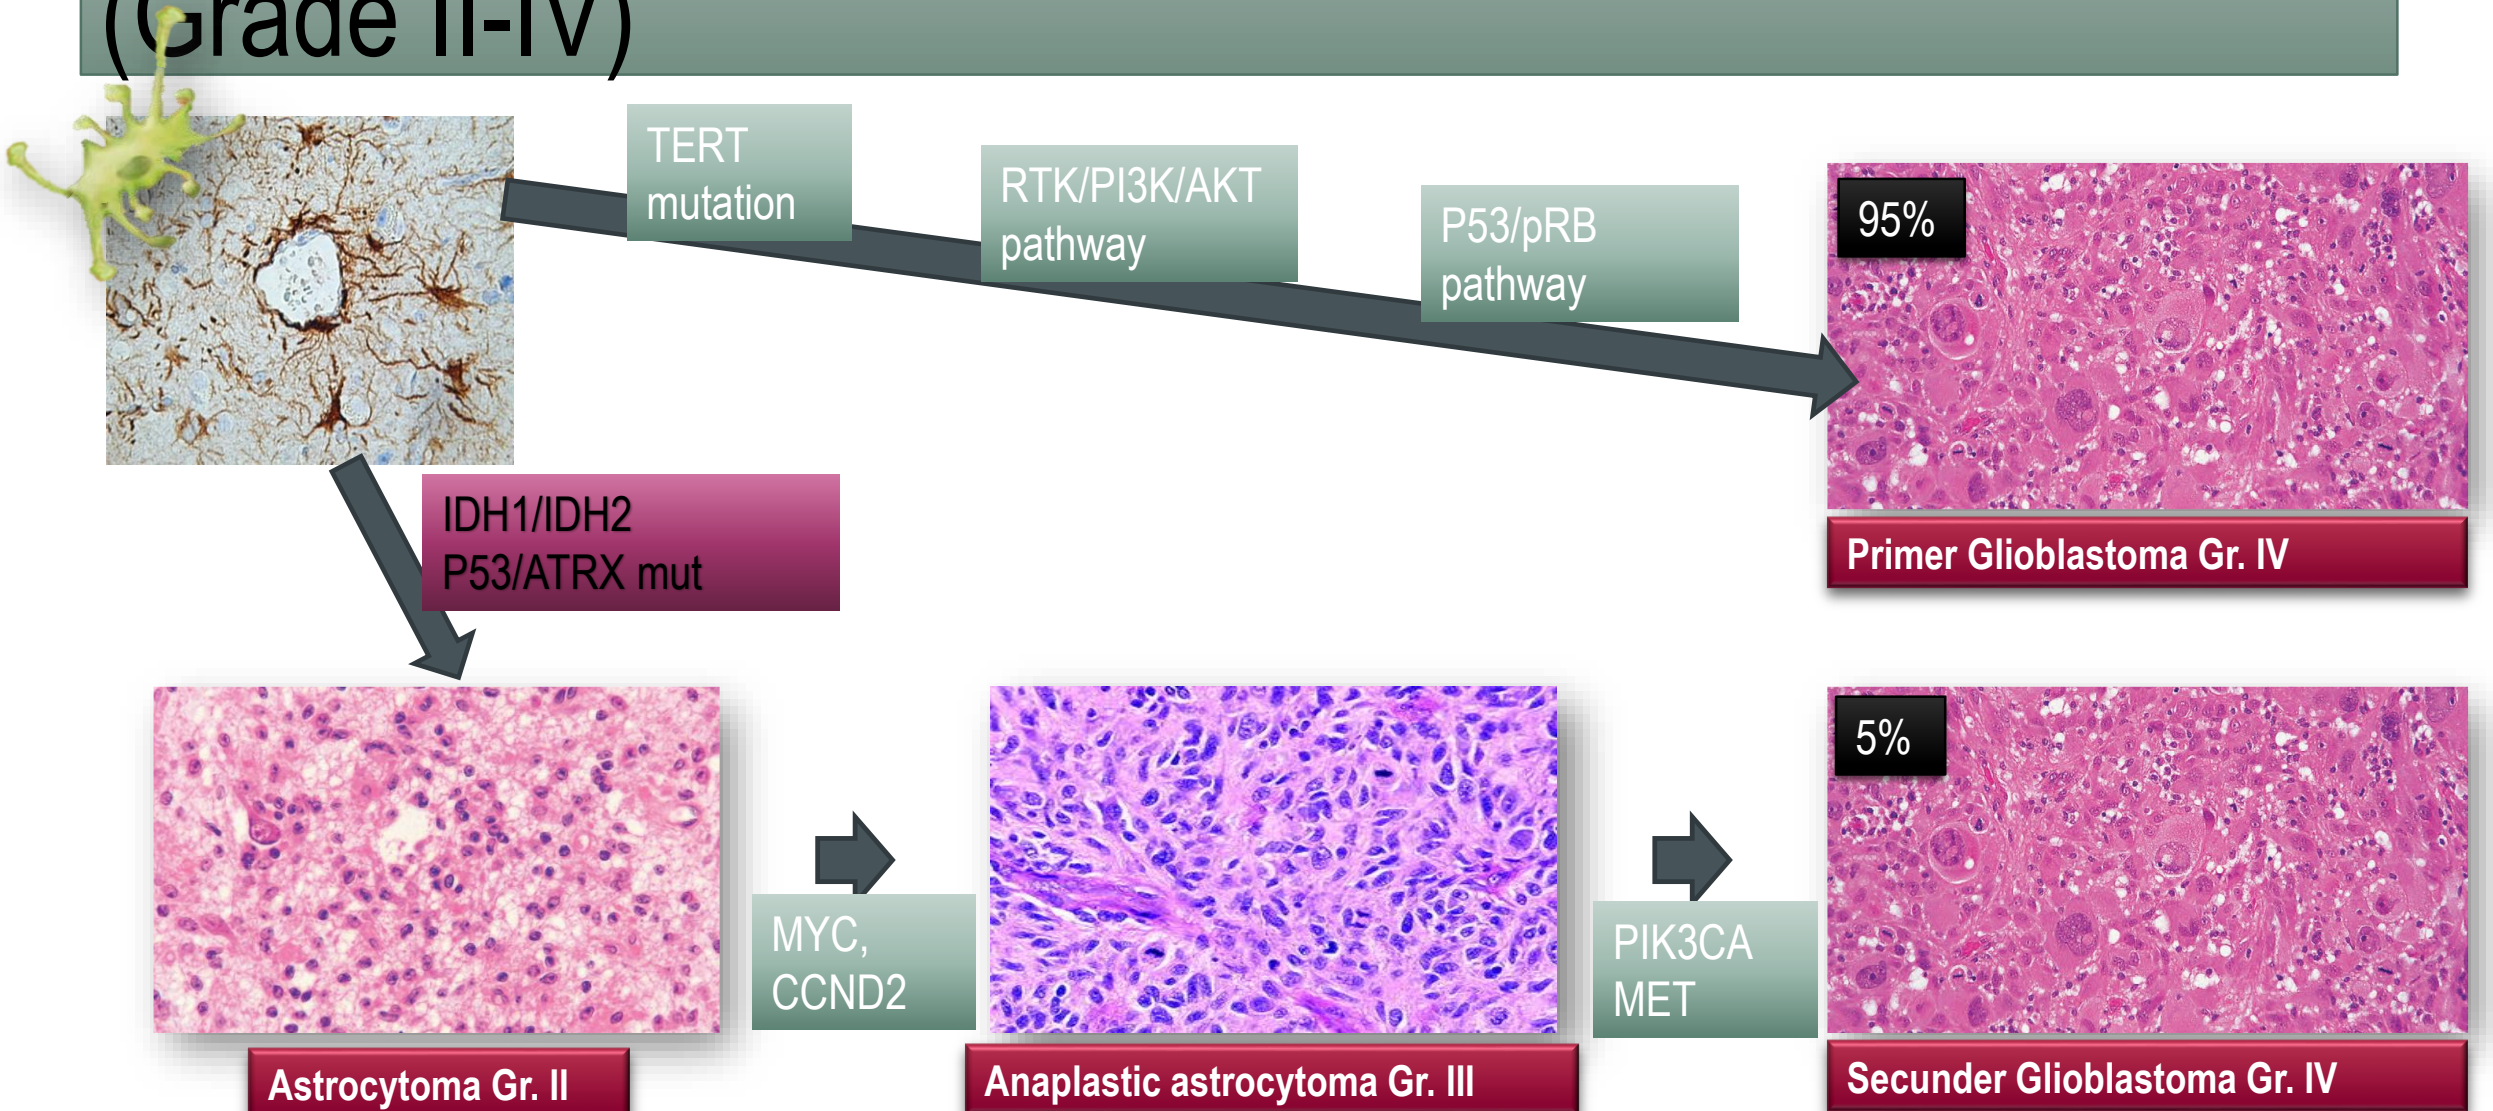 (Grade II-IV)
TERT
mutation
RTK/PI3K/AKT
pathway
P53/pRB
pathway
95%
Primer Glioblastoma Gr. IV
IDH1/IDH2
P53/ATRX mut
5%
MYC,
CCND2
PIK3CA
MET
Astrocytoma Gr. II
Anaplastic astrocytoma Gr. III
Secunder Glioblastoma Gr. IV